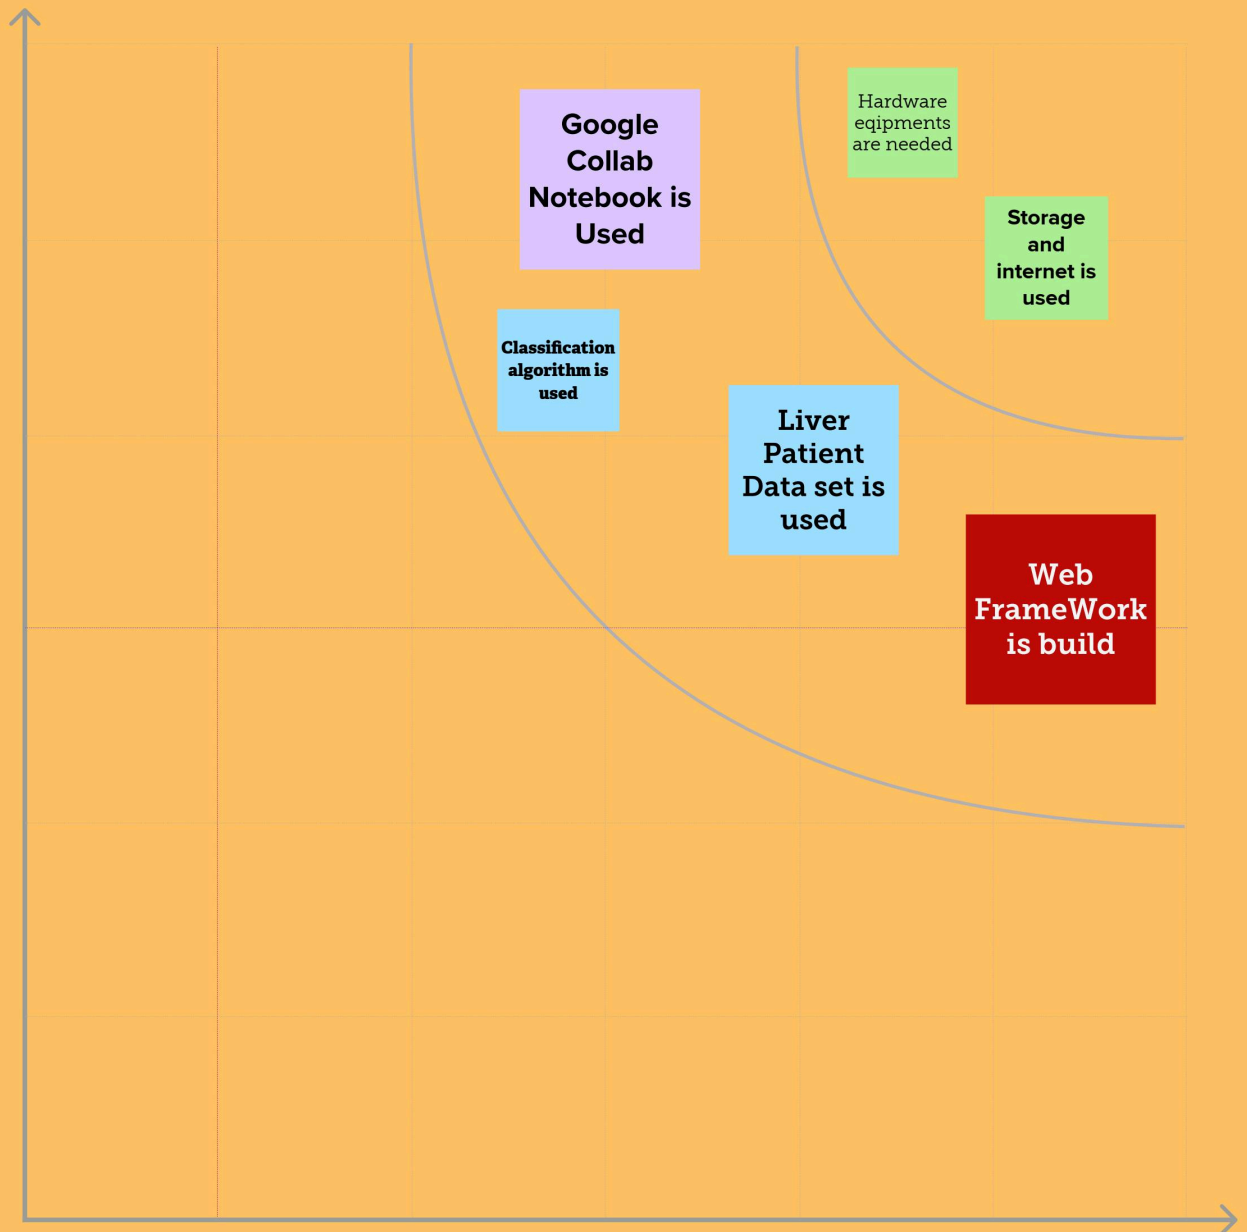 Google
Collab
Notebook is
Used
Hardware
eqipments
are needed
Storage
and
internet is
used
Classification
algorithm is
used
Liver
Patient
Data set is
used
Web
FrameWork
is build